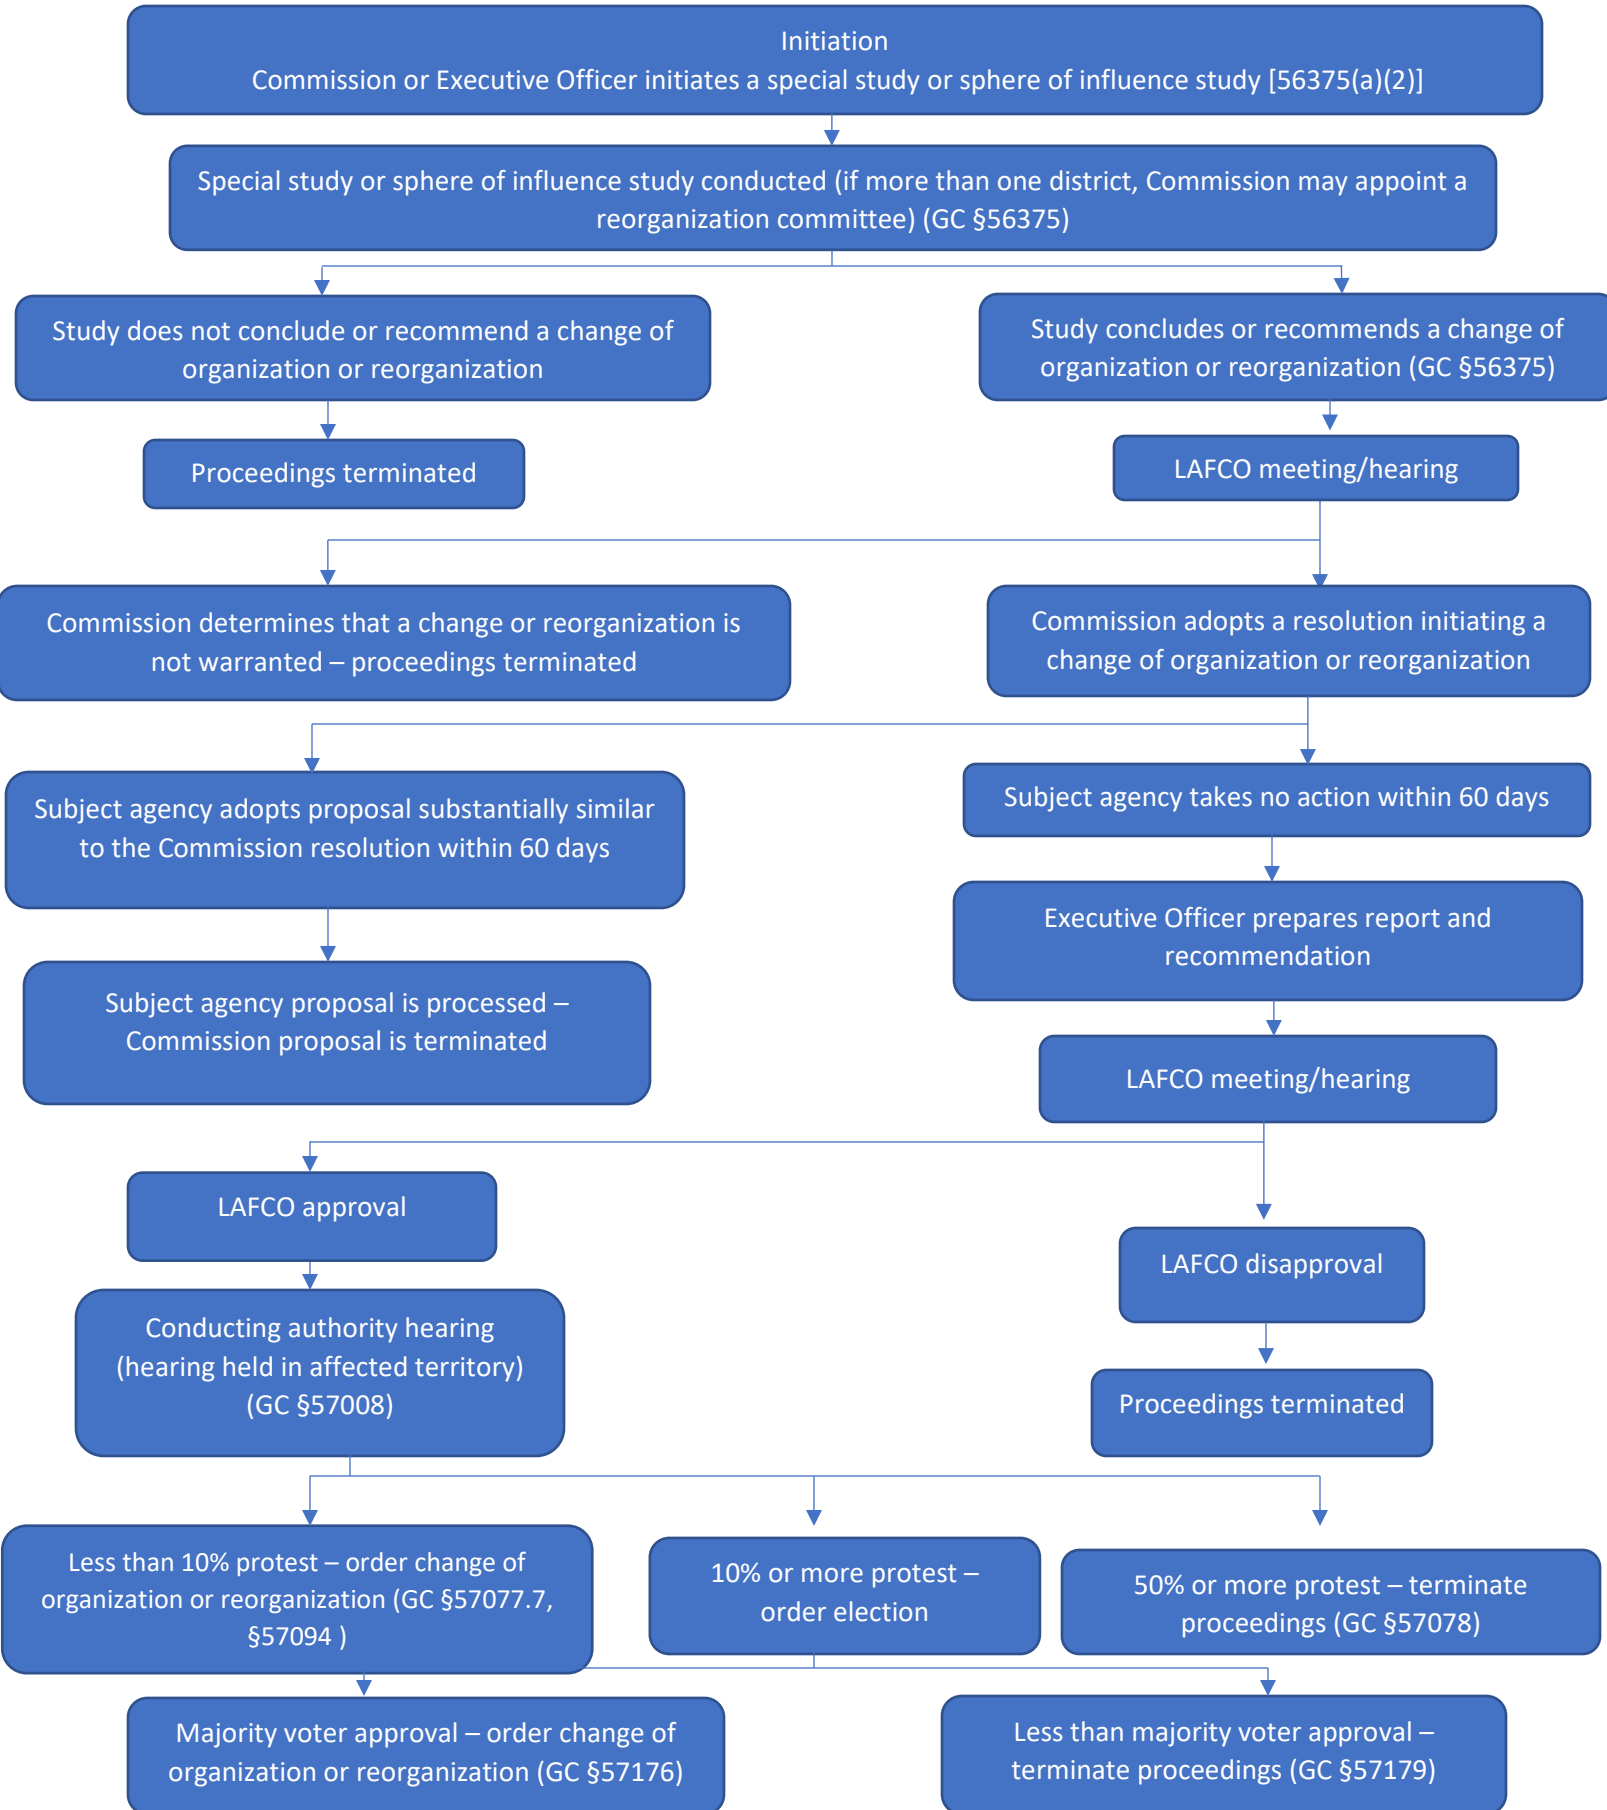 Initiation
Commission or Executive Officer initiates a special study or sphere of influence study [56375(a)(2)]
Special study or sphere of influence study conducted (if more than one district, Commission may appoint a
reorganization committee) (GC §56375)
Study does not conclude or recommend a change of
organization or reorganization
Study concludes or recommends a change of
organization or reorganization (GC §56375)
Proceedings terminated
LAFCO meeting/hearing
Commission determines that a change or reorganization is
not warranted – proceedings terminated
Commission adopts a resolution initiating a
change of organization or reorganization
Subject agency adopts proposal substantially similar
to the Commission resolution within 60 days
Subject agency takes no action within 60 days
Executive Officer prepares report and
recommendation
Subject agency proposal is processed –
Commission proposal is terminated
LAFCO meeting/hearing
LAFCO approval
LAFCO disapproval
Conducting authority hearing
(hearing held in affected territory)
(GC §57008)
Proceedings terminated
Less than 10% protest – order change of
organization or reorganization (GC §57077.7,
§57094 )
10% or more protest –
order election
50% or more protest – terminate
proceedings (GC §57078)
Majority voter approval – order change of
organization or reorganization (GC §57176)
Less than majority voter approval –
terminate proceedings (GC §57179)